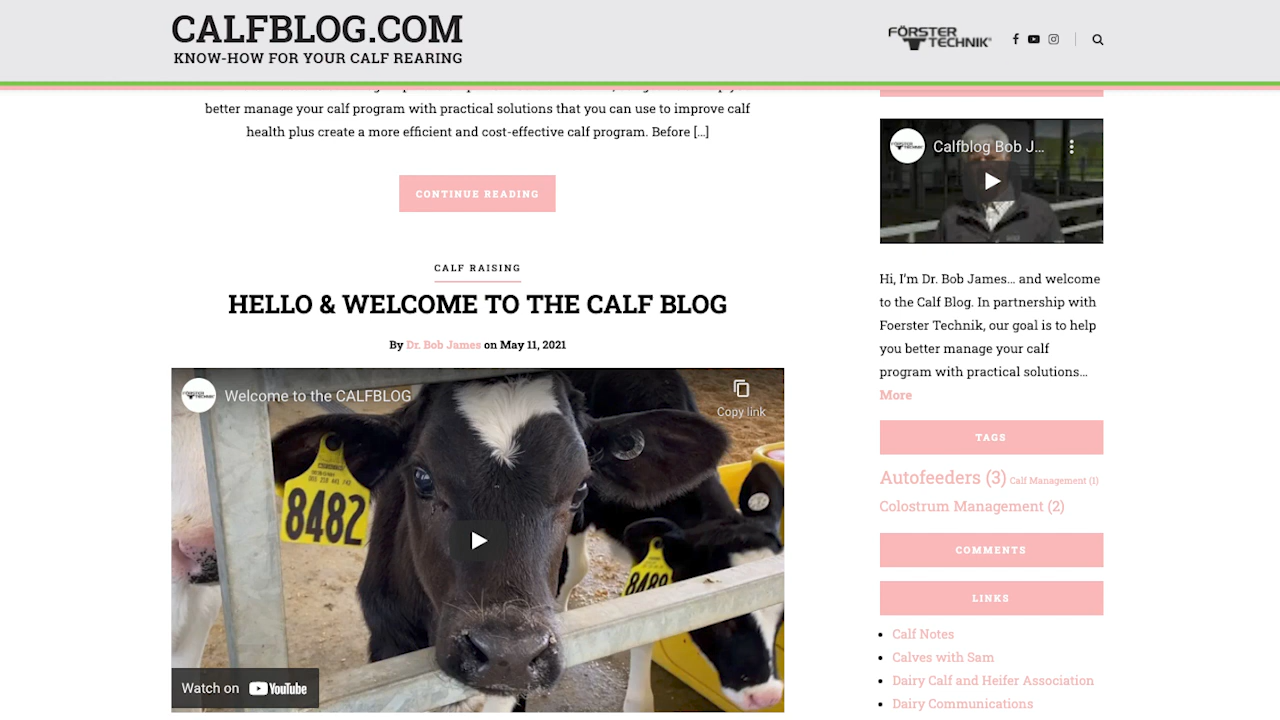 CALFBLOG.COM
KNOW-HOW FOR YOUR CALF REARING
FÖRSTER
TECHNIK
better manage your calf program with practical solutions that you can use to improve calf
health plus create a more efficient and cost-effective calf program. Before [...]
CONTINUE READING
CALF RAISING
HELLO & WELCOME TO THE CALF BLOG
By Dr. Bob James on May 11, 2021
Welcome to the CALFBLOG
Copy link
8482
8489
Watch on YouTube
Calfblog Bob J...
Hi, I'm Dr. Bob James... and welcome
to the Calf Blog. In partnership with
Foerster Technik, our goal is to help
you better manage your calf
program with practical solutions...
More
TAGS
Autofeeders (3) Calf Management (1)
Colostrum Management (2)
COMMENTS
LINKS
Calf Notes
Calves with Sam
Dairy Calf and Heifer Association
Dairy Communications